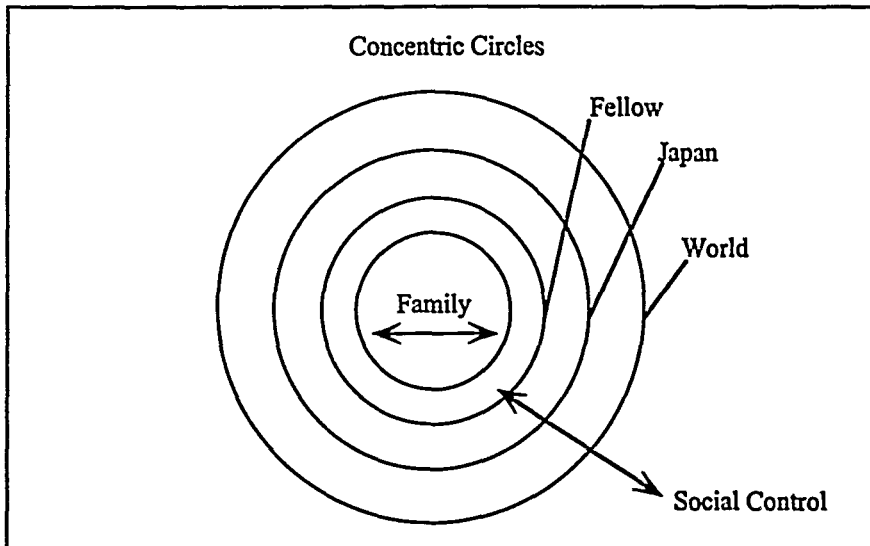 Concentric Circles
Fellow
Japan
World
Family
Social Control